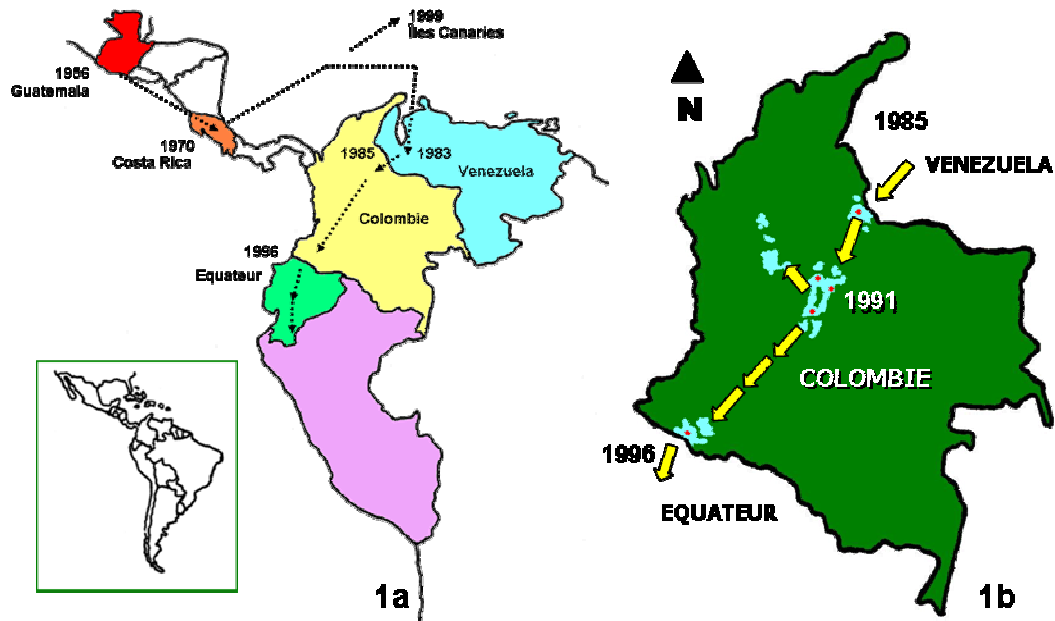 1999
Îles Canaries
1956
Guatemala
1970
Costa Rica
1985
1983
Venezuela
Colombie
1996
Equateur
1a
N
1985
VENEZUELA
1991
COLOMBIE
1996
EQUATEUR
1b